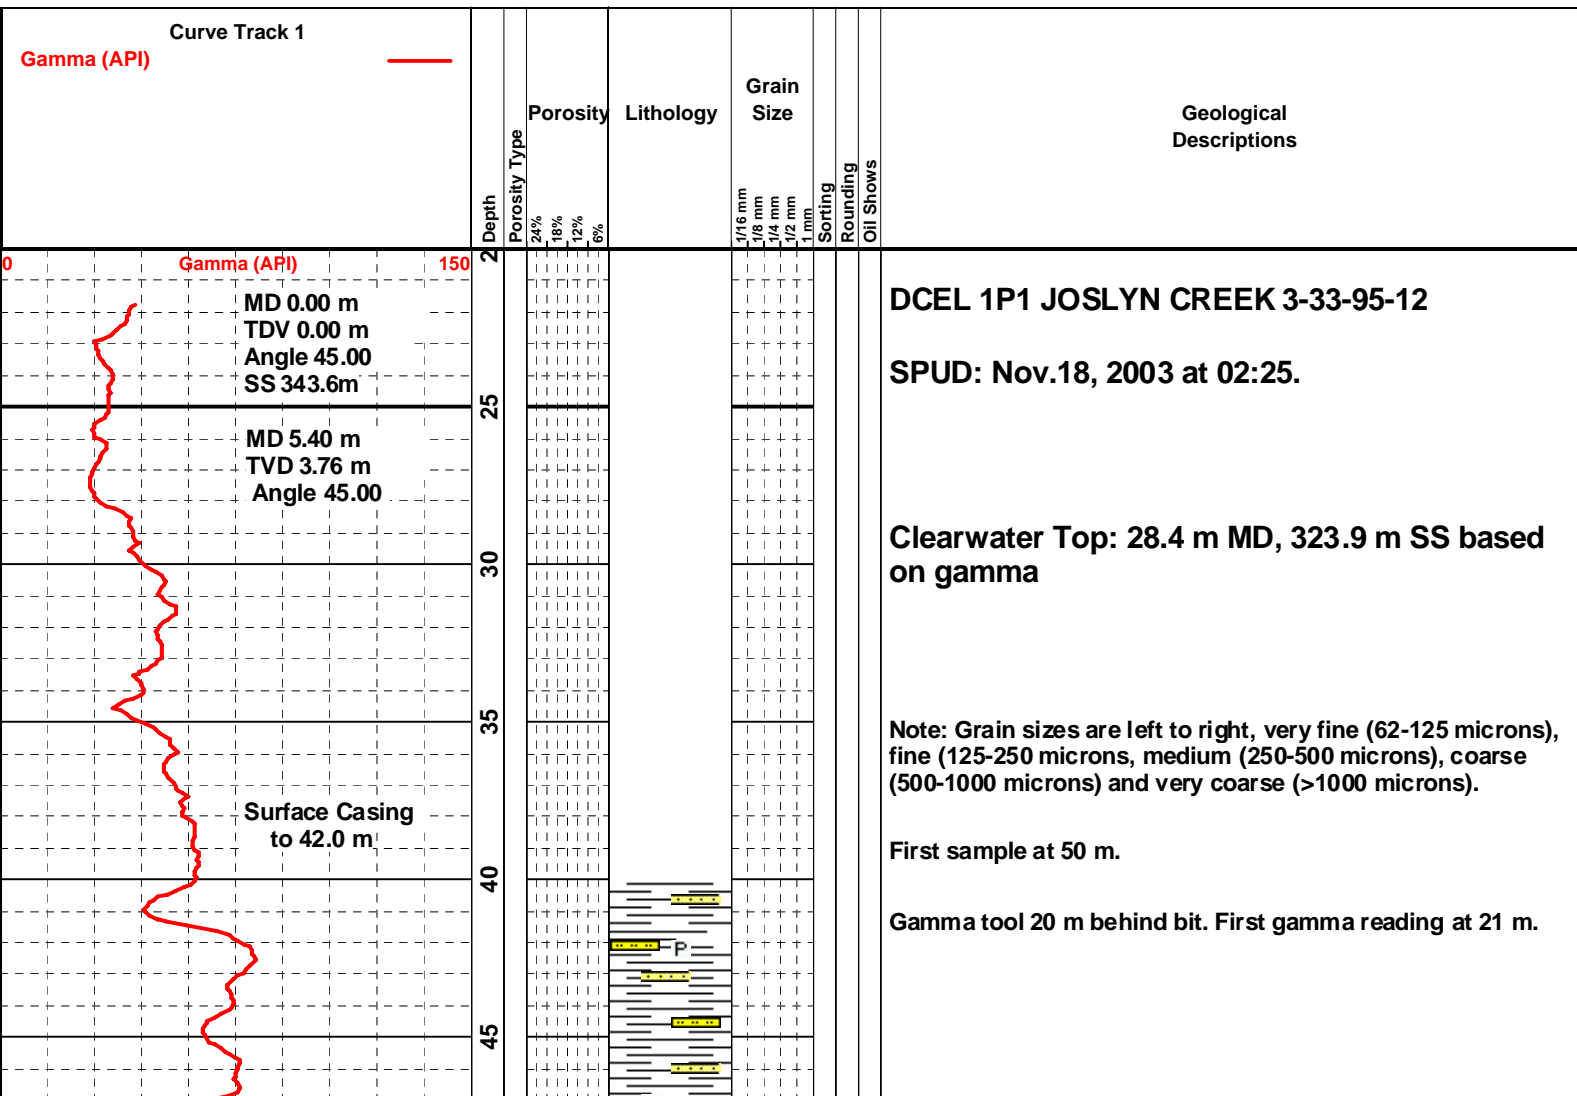 Curve Track 1
Gamma (API)
Depth
Porosity Type
Porosity
24%
18%
12%
6%
Lithology
Grain
Size
1/16 mm
1/8 mm
1/4 mm
1/2 mm
1 mm
Sorting
Rounding
Oil Shows
Geological
Descriptions
0 Gamma (API) 150
2
MD 0.00 m
TDV 0.00 m
Angle 45.00
SS 343.6m
DCEL 1P1 JOSLYN CREEK 3-33-95-12
SPUD: Nov.18, 2003 at 02:25.
25
MD 5.40 m
TVD 3.76 m
Angle 45.00
Clearwater Top: 28.4 m MD, 323.9 m SS based
on gamma
30
35
Note: Grain sizes are left to right, very fine (62-125 microns),
fine (125-250 microns, medium (250-500 microns), coarse
(500-1000 microns) and very coarse (>1000 microns).
Surface Casing
to 42.0 m
First sample at 50 m.
40
Gamma tool 20 m behind bit. First gamma reading at 21 m.
P
45